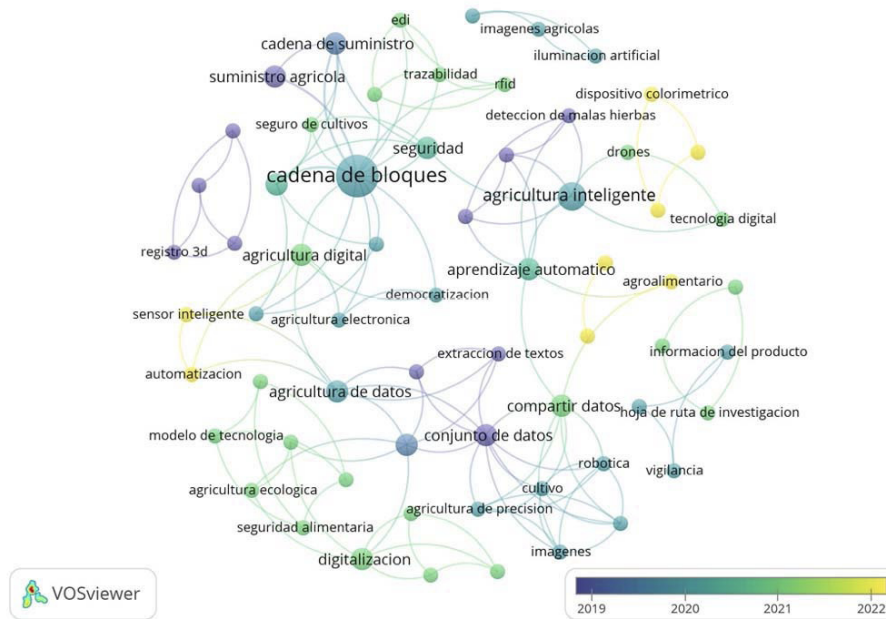 edi
imagenes agricolas
cadena de suministro
iluminacion artificial
suministro agricola
trazabilidad
rfid
dispositivo colorimetrico
deteccion de malas hierbas
seguro de cultivos
seguridad
drones
cadena de bloques
agricultura inteligente
tecnologia digital
registro 3d
agricultura digital
aprendizaje automatico
agroalimentario
democratizacion
sensor inteligente
agricultura electronica
extraccion de textos
informacion del producto
automatizacion
agricultura de datos
compartir datos
hoja de ruta de investigacion
modelo de tecnologia
conjunto de datos
robotica
vigilancia
agricultura ecologica
cultivo
agricultura de precision
seguridad alimentaria
imagenes
digitalizacion
VOSviewer
2019 2020 2021 2022